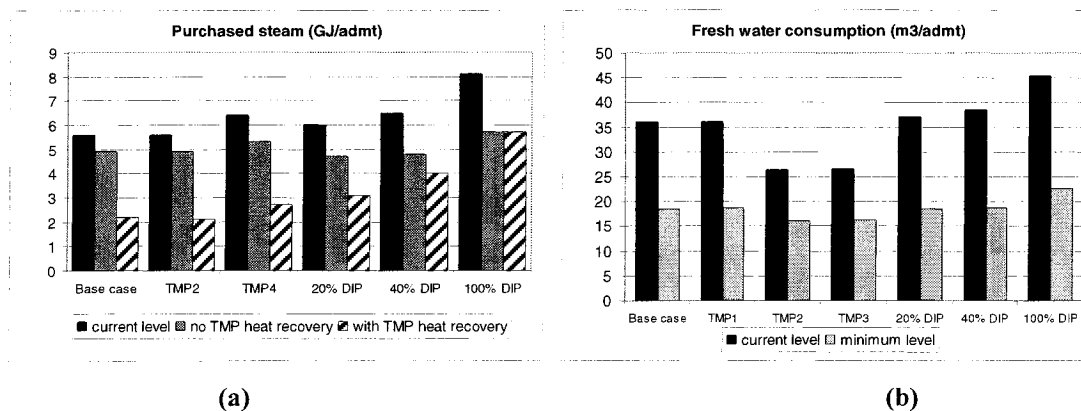 Purchased steam (GJ/admt)
9
8
7
6
5
4
3
2
1
0
Base case TMP2 TMP4 20% DIP 40% DIP 100% DIP
current level no TMP heat recovery with TMP heat recovery
(a)
Fresh water consumption (m3/admt)
50
45
40
35
30
25
20
15
10
5
0
Base case TMP1 TMP2 TMP3 20% DIP 40% DIP 100% DIP
current level minimum level
(b)